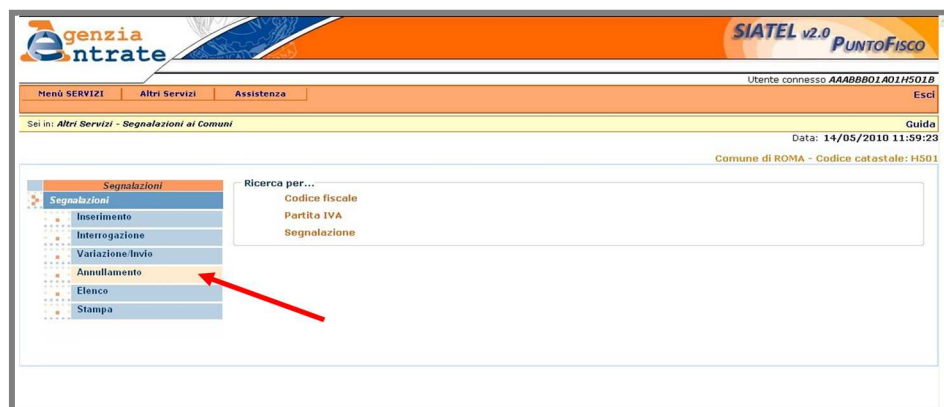 Agenzia
Entrate
SIATEL v2.0
PUNTOFISCO
Utente connesso AAABBB01A01H501B
Menù SERVIZI Altri Servizi Assistenza Esci
Sei in: Altri Servizi - Segnalazioni ai Comuni Guida
Data: 14/05/2010 11:59:23
Comune di ROMA - Codice catastale: H501
Segnalazioni
Segnalazioni
Inserimento
Interrogazione
Variazione/Invio
Annullamento
Elenco
Stampa
Ricerca per...
Codice fiscale
Partita IVA
Segnalazione